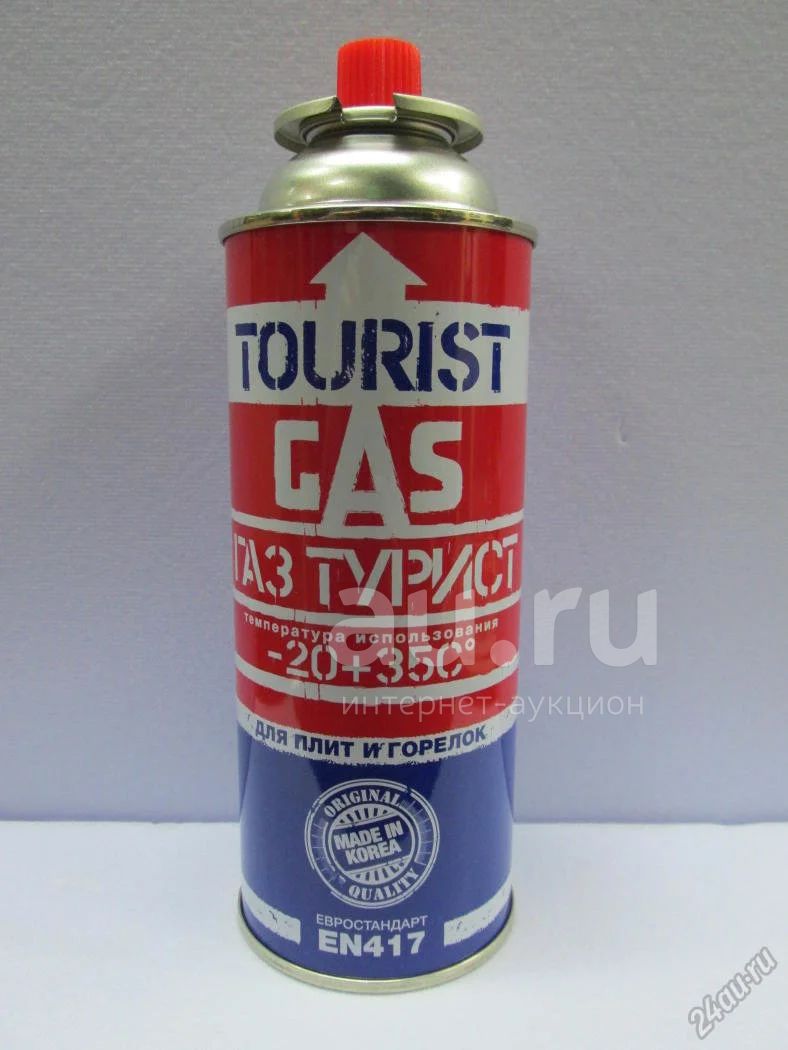 TOURIST
GAS
ГАЗ ТУРИСТ
температура использования
-20+35C°
au.ru
интернет-аукцион
ДЛЯ ПЛИТ И ГОРЕЛОК
ORIGINAL
MADE IN
KOREA
QUALITY
ЕВРОСТАНДАРТ
EN417
24au.ru